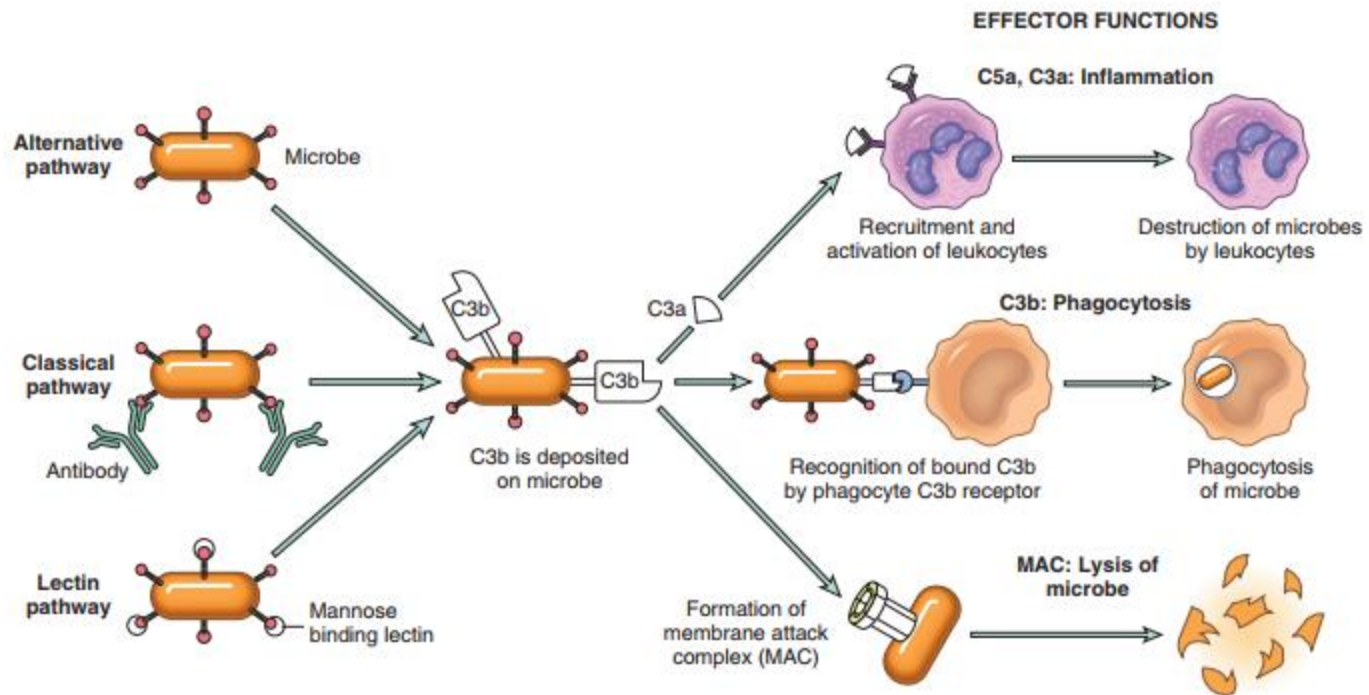 EFFECTOR FUNCTIONS
C5a, C3a: Inflammation
Alternative
pathway
Microbe
Recruitment and
activation of leukocytes
Destruction of microbes
by leukocytes
C3b
C3a
C3b: Phagocytosis
Classical
pathway
C3b
Antibody
C3b is deposited
on microbe
Recognition of bound C3b
by phagocyte C3b receptor
Phagocytosis
of microbe
Lectin
pathway
Mannose
binding lectin
Formation of
membrane attack
complex (MAC)
MAC: Lysis of
microbe